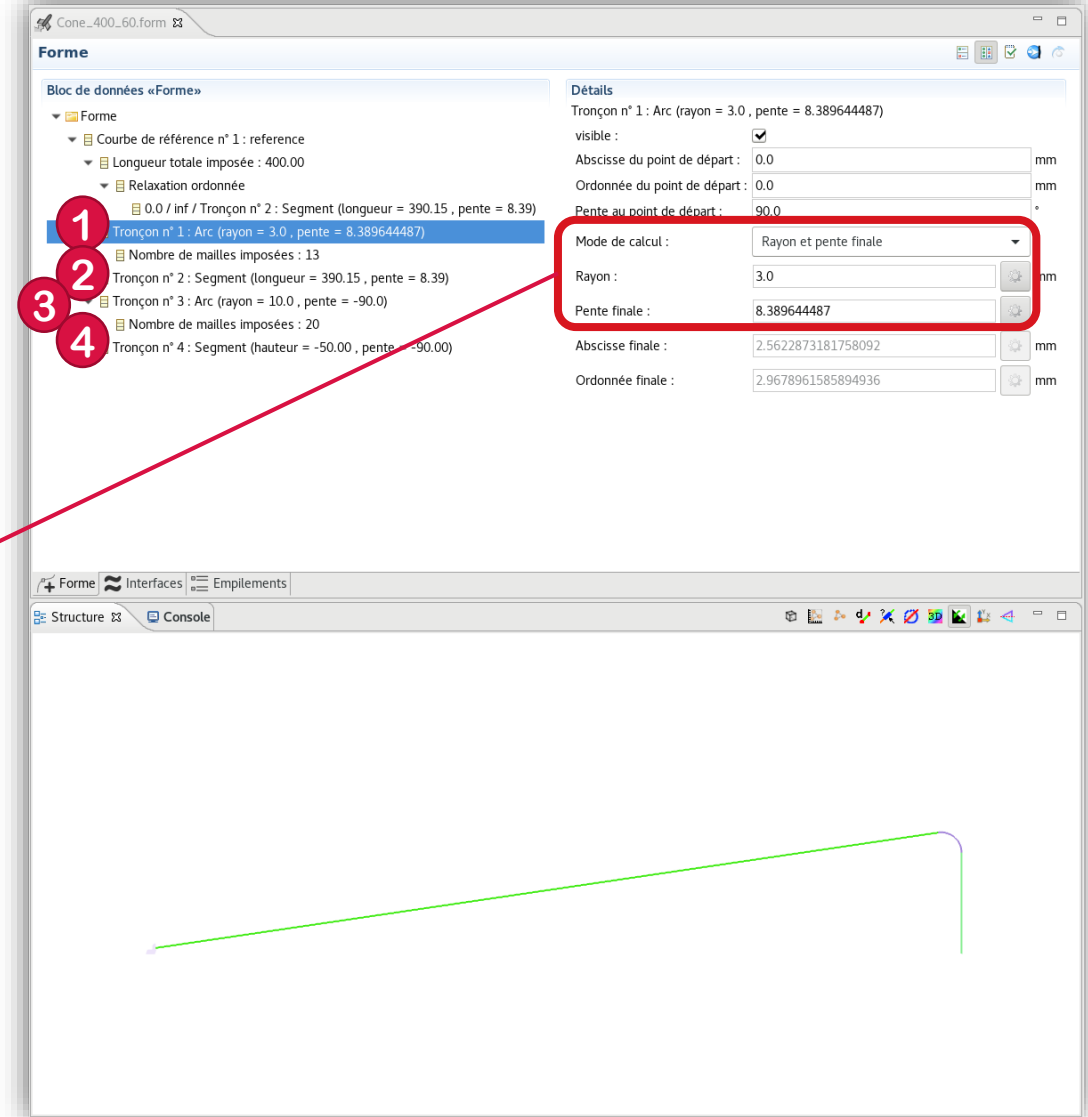 Cone_400_60.form
Forme
Bloc de données «Forme»
Forme
Courbe de référence n° 1 : reference
Longueur totale imposée : 400.00
Relaxation ordonnée
0.0 / inf / Tronçon n° 2 : Segment (longueur = 390.15 , pente = 8.39)
1 Tronçon n° 1 : Arc (rayon = 3.0 , pente = 8.389644487)
Nombre de mailles imposées : 13
2 Tronçon n° 2 : Segment (longueur = 390.15 , pente = 8.39)
3 Tronçon n° 3 : Arc (rayon = 10.0 , pente = -90.0)
Nombre de mailles imposées : 20
4 Tronçon n° 4 : Segment (hauteur = -50.00 , pente = -90.00)
Détails
Tronçon n° 1 : Arc (rayon = 3.0 , pente = 8.389644487)
visible :
Abscisse du point de départ : 0.0 mm
Ordonnée du point de départ : 0.0 mm
Pente au point de départ : 90.0 °
Mode de calcul : Rayon et pente finale
Rayon : 3.0 mm
Pente finale : 8.389644487
Abscisse finale : 2.5622873181758092 mm
Ordonnée finale : 2.9678961585894936 mm
Forme Interfaces Empilements
Structure Console
3D